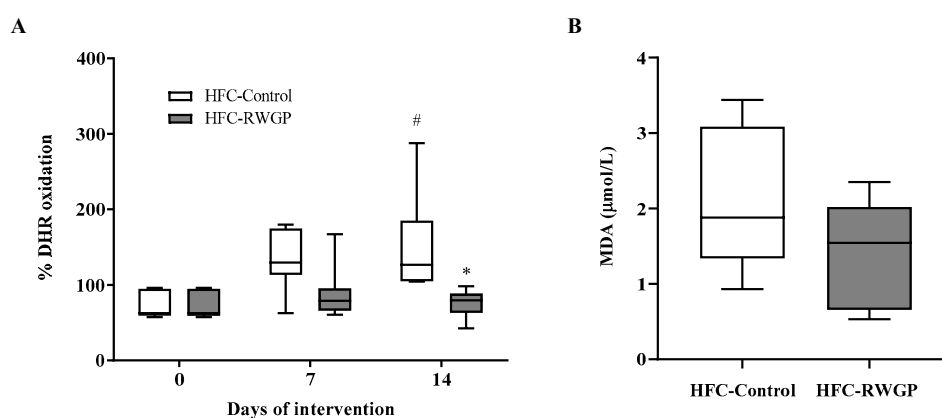 A
400
300
200
100
0
% DHR oxidation
HFC-Control
HFC-RWGP
#
*
0 7 14
Days of intervention
B
4
3
2
1
0
MDA (μmol/L)
HFC-Control HFC-RWGP